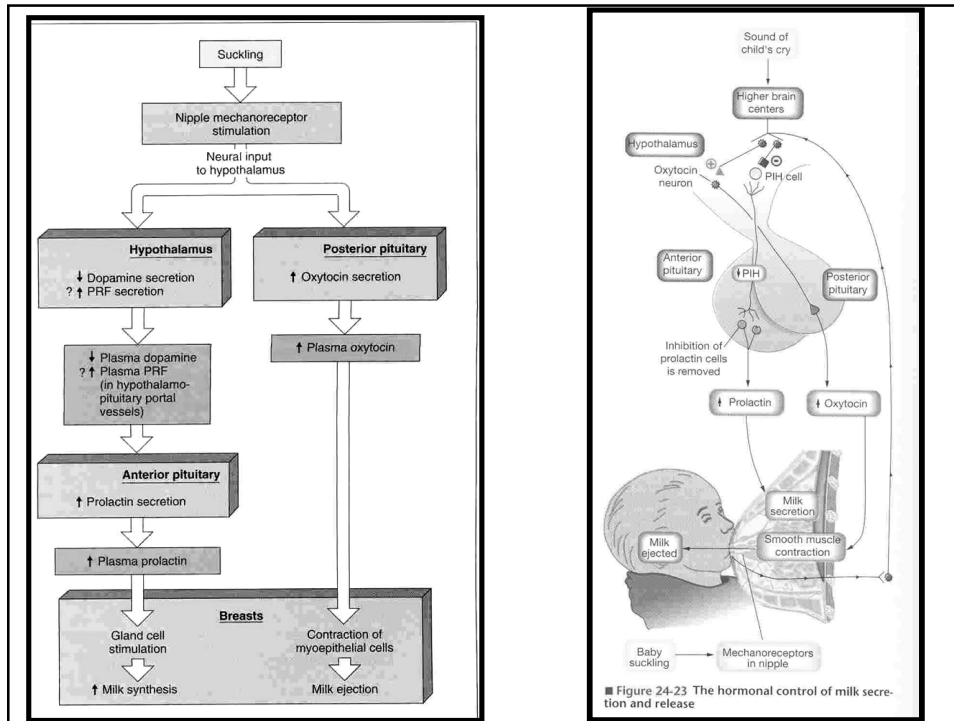 Suckling
Nipple mechanoreceptor
stimulation
Neural input
to hypothalamus
Hypothalamus
↓ Dopamine secretion
? ↑ PRF secretion
Posterior pituitary
↑ Oxytocin secretion
↓ Plasma dopamine
? ↑ Plasma PRF
(in hypothalamo-
pituitary portal
vessels)
↑ Plasma oxytocin
Anterior pituitary
↑ Prolactin secretion
↑ Plasma prolactin
Breasts
Gland cell
stimulation
↑ Milk synthesis
Contraction of
myoepithelial cells
Milk ejection
Sound of
child's cry
Higher brain
centers
Hypothalamus
Oxytocin
neuron
PIH cell
Anterior
pituitary
↓ PIH
Posterior
pituitary
Inhibition of
prolactin cells
is removed
↑ Prolactin
↑ Oxytocin
Milk
secretion
Milk
ejected
Smooth muscle
contraction
Baby
suckling
Mechanoreceptors
in nipple
■ Figure 24-23 The hormonal control of milk secre-
tion and release